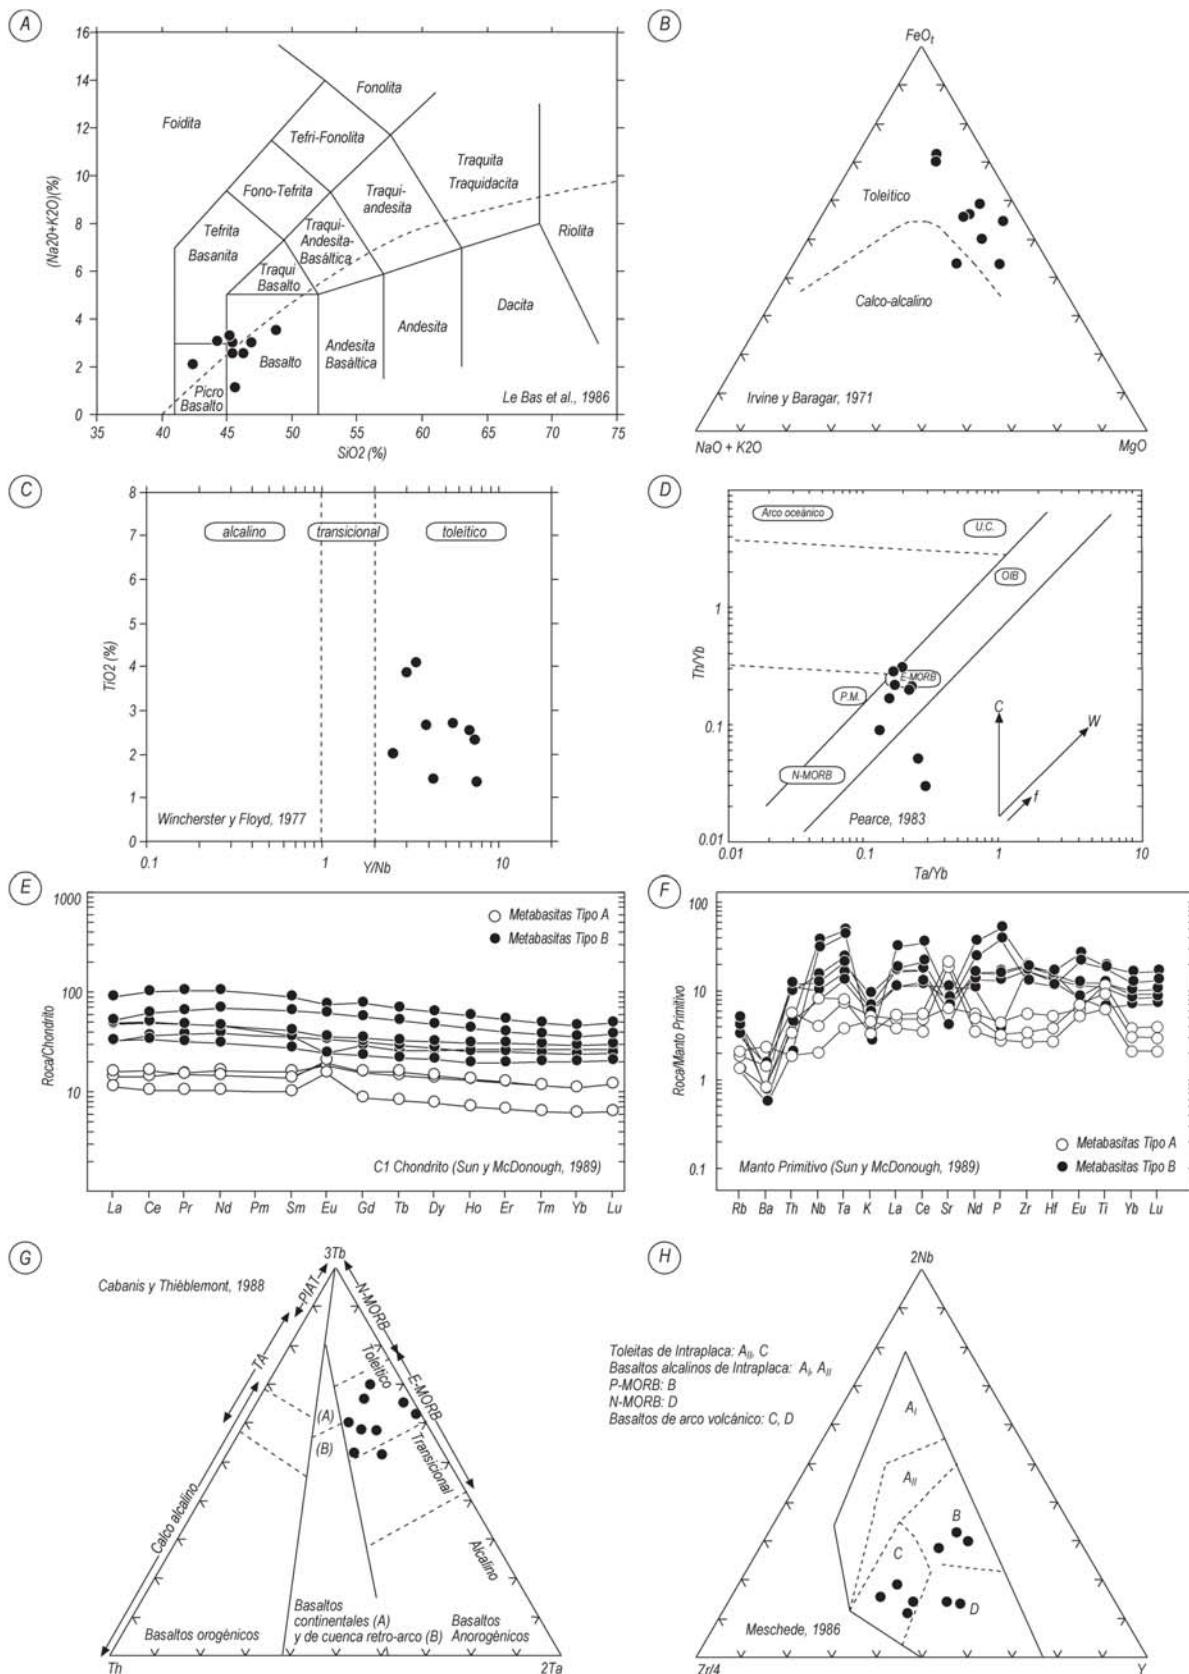 A
16
14
12
10
8
6
4
2
0
(Na20+K2O)(%)
Foidita
Fonolita
Tefri-Fonolita
Fono-Tefrita
Tefrita
Basanita
Traqui
Basalto
Traqui-
Andesita-
Basáltica
Traqui-
andesita
Traquita
Traquidacita
Riolita
Dacita
Andesita
Andesita
Basáltica
Basalto
Picro
Basalto
Le Bas et al., 1986
35 40 45 50 55 60 65 70 75
SiO2 (%)
B
FeOt
Toleítico
Calco-alcalino
Irvine y Baragar, 1971
NaO + K2O
MgO
C
8
7
6
5
4
3
2
1
0
TiO2 (%)
alcalino
transicional
toleítico
Wincherster y Floyd, 1977
0.1 1 10
Y/Nb
D
Arco oceánico
U.C.
OIB
E-MORB
P.M.
N-MORB
C
W
f
Pearce, 1983
1
0.1
0.01
Th/Yb
0.01 0.1 1 10
Ta/Yb
E
1000
100
10
Roca/Chondrito
Metabasitas Tipo A
Metabasitas Tipo B
C1 Chondrito (Sun y McDonough, 1989)
La Ce Pr Nd Pm Sm Eu Gd Tb Dy Ho Er Tm Yb Lu
F
100
10
1
0.1
Roca/Manto Primitivo
Metabasitas Tipo A
Metabasitas Tipo B
Manto Primitivo (Sun y McDonough, 1989)
Rb Ba Th Nb Ta K La Ce Sr Nd P Zr Hf Eu Ti Yb Lu
G
3Tb
Cabanis y Thiéblemont, 1988
PIAT
TA
Calco alcalino
N-MORB
E-MORB
Toleítico
Transicional
Alcalino
(A)
(B)
Basaltos orogénicos
Basaltos
continentales (A)
y de cuenca retro-arco (B)
Basaltos
Anorogénicos
Th
2Ta
H
2Nb
Toleitas de Intraplaca: AII, C
Basaltos alcalinos de Intraplaca: AI, AII
P-MORB: B
N-MORB: D
Basaltos de arco volcánico: C, D
AI
AII
B
C
D
Meschede, 1986
Zr/4
Y